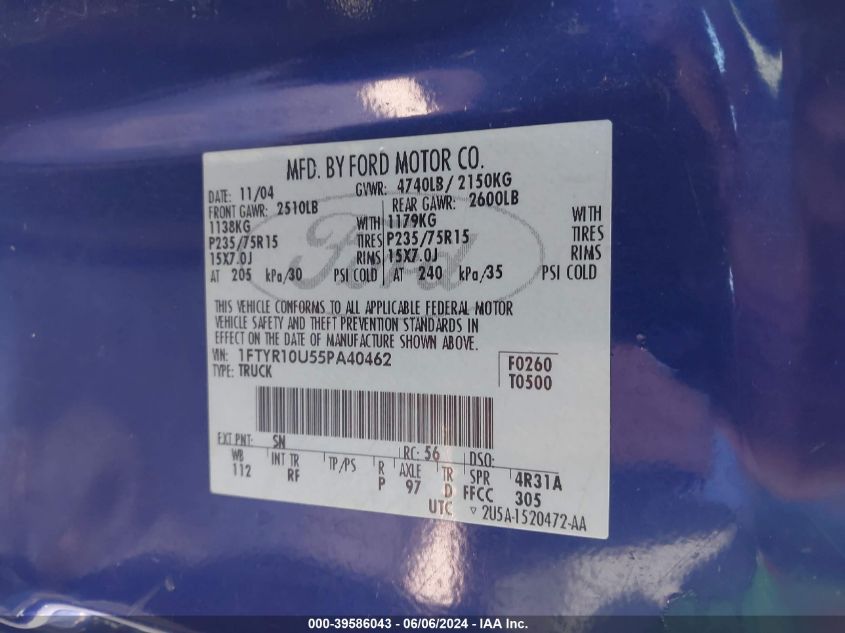 MFD. BY FORD MOTOR CO.
DATE: 11/04 GVWR: 4740LB/ 2150KG
FRONT GAWR: 2510LB REAR GAWR: 2600LB
1138KG WITH 1179KG WITH
P235/75R15 TIRES P235/75R15 TIRES
15X7.0J RIMS 15X7.0J RIMS
AT 205 kPa/30 PSI COLD AT 240 kPa/35 PSI COLD
Ford
THIS VEHICLE CONFORMS TO ALL APPLICABLE FEDERAL MOTOR
VEHICLE SAFETY AND THEFT PREVENTION STANDARDS IN
EFFECT ON THE DATE OF MANUFACTURE SHOWN ABOVE.
VIN: 1FTYR10U55PA40462 F0260
TYPE: TRUCK T0500
EXT PNT: SN RC: 56 DSO:
WB INT TR TP/PS R AXLE TR SPR 4R31A
112 RF P 97 D FFCC 305
UTC ▽ 2U5A-1520472-AA
000-39586043 - 06/06/2024 - IAA Inc.